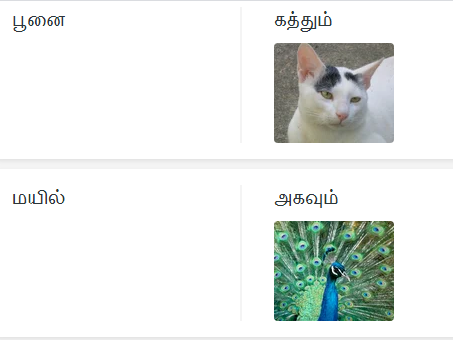 பூனை
கத்தும்
மயில்
அகவும்